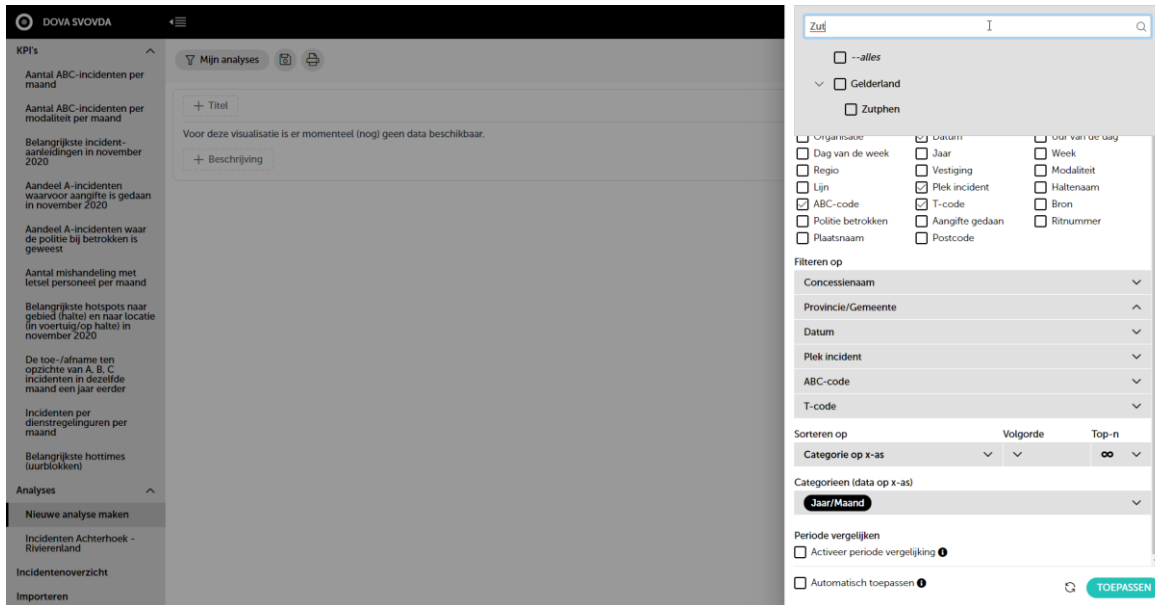 DOVA SVOVDA
KPI's
Aantal ABC-incidenten per
maand
Aantal ABC-incidenten per
modaliteit per maand
Belangrijkste incident-
aanleidingen in november
2020
Aandeel A-incidenten
waarvoor aangifte is gedaan
in november 2020
Aandeel A-incidenten waar
de politie bij betrokken is
geweest
Aantal mishandeling met
letsel personeel per maand
Belangrijkste hotspots naar
gebied (halte) en naar locatie
(in voertuig/op halte) in
november 2020
De toe-/afname ten
opzichte van A, B, C
incidenten in dezelfde
maand een jaar eerder
Incidenten per
dienstregelinguren per
maand
Belangrijkste hottimes
(uurblokken)
Analyses
Nieuwe analyse maken
Incidenten Achterhoek -
Rivierenland
Incidentenoverzicht
Importeren
Mijn analyses
+ Titel
Voor deze visualisatie is er momenteel (nog) geen data beschikbaar.
+ Beschrijving
Zut
--alles
Gelderland
Zutphen
Organisatie Datum Uur van de dag
Dag van de week Jaar Week
Regio Vestiging Modaliteit
Lijn Plek incident Haltenaam
ABC-code T-code Bron
Politie betrokken Aangifte gedaan Ritnummer
Plaatsnaam Postcode
Filteren op
Concessienaam
Provincie/Gemeente
Datum
Plek incident
ABC-code
T-code
Sorteren op Volgorde Top-n
Categorie op x-as ∞
Categorieen (data op x-as)
Jaar/Maand
Periode vergelijken
Activeer periode vergelijking
Automatisch toepassen
TOEPASSEN